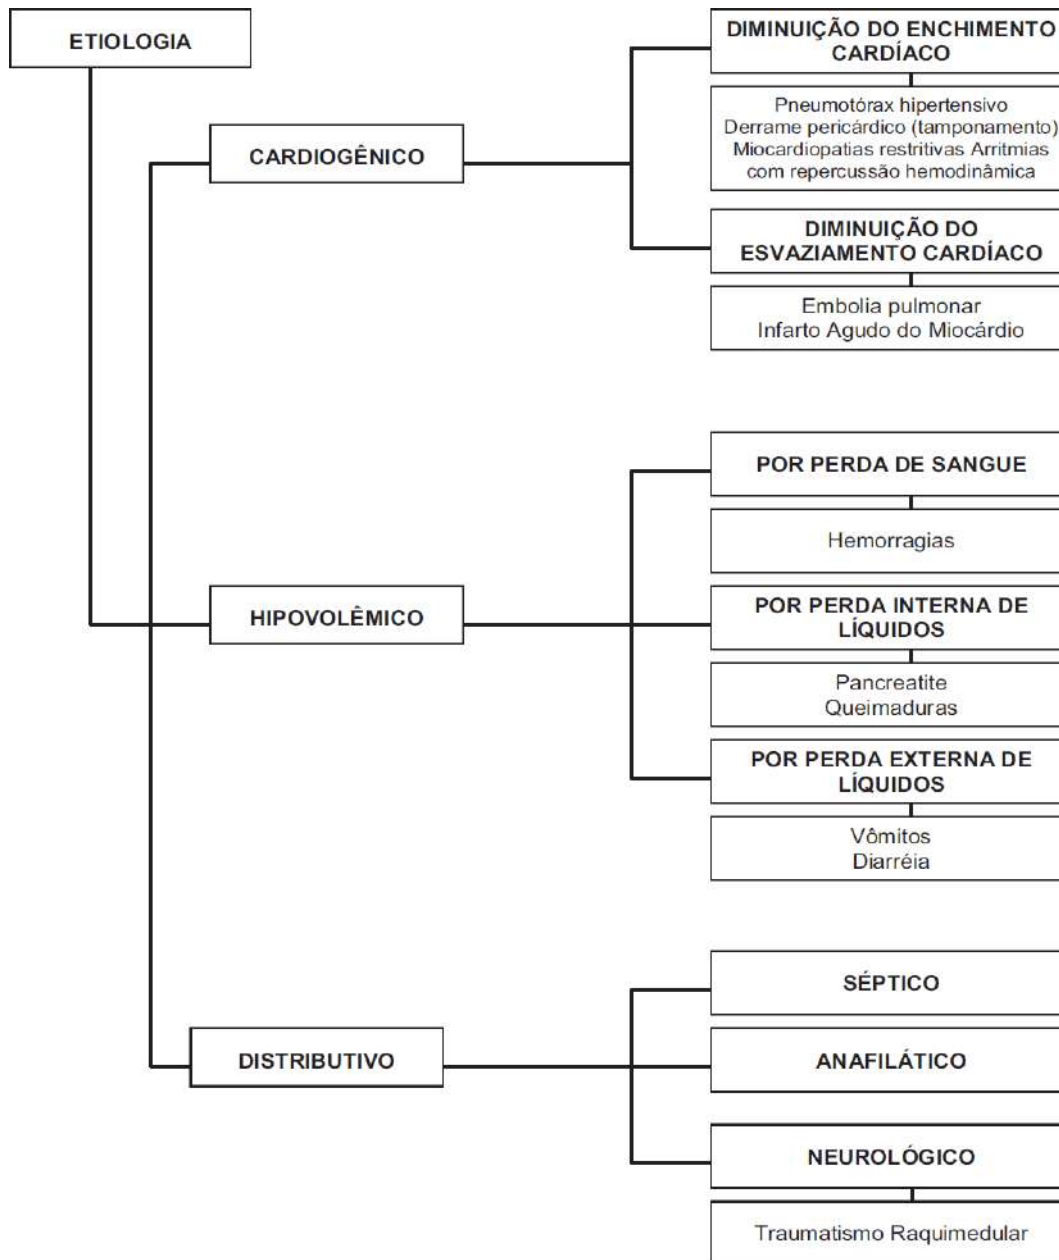 ETIOLOGIA
DIMINUIÇÃO DO ENCHIMENTO
CARDÍACO
Pneumotórax hipertensivo
Derrame pericárdico (tamponamento)
Miocardiopatias restritivas Arritmias
com repercussão hemodinâmica
CARDIOGÊNICO
DIMINUIÇÃO DO
ESVAZIAMENTO CARDÍACO
Embolia pulmonar
Infarto Agudo do Miocárdio
POR PERDA DE SANGUE
Hemorragias
HIPOVOLÊMICO
POR PERDA INTERNA DE
LÍQUIDOS
Pancreatite
Queimaduras
POR PERDA EXTERNA DE
LÍQUIDOS
Vômitos
Diarréia
SÉPTICO
DISTRIBUTIVO
ANAFILÁTICO
NEUROLÓGICO
Traumatismo Raquimedular